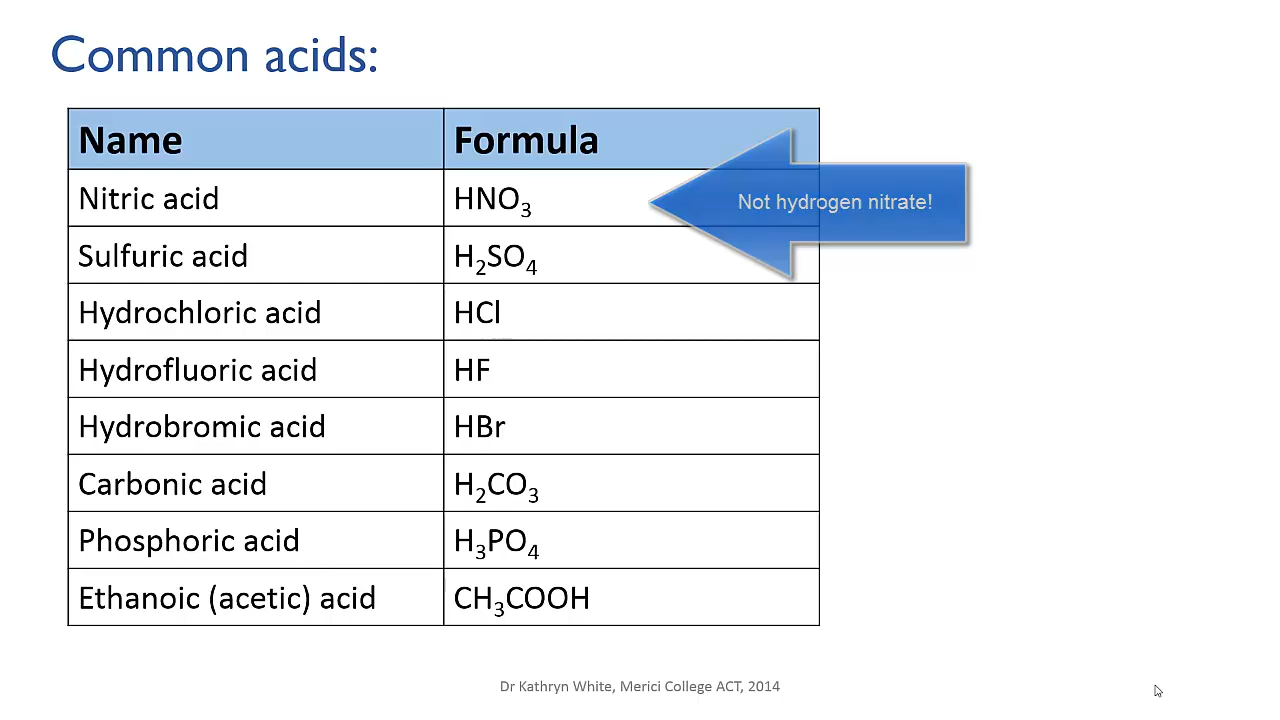 Common acids:
Name Formula
Nitric acid HNO₃ Not hydrogen nitrate!
Sulfuric acid H₂SO₄
Hydrochloric acid HCl
Hydrofluoric acid HF
Hydrobromic acid HBr
Carbonic acid H₂CO₃
Phosphoric acid H₃PO₄
Ethanoic (acetic) acid CH₃COOH
Dr Kathryn White, Merici College ACT, 2014